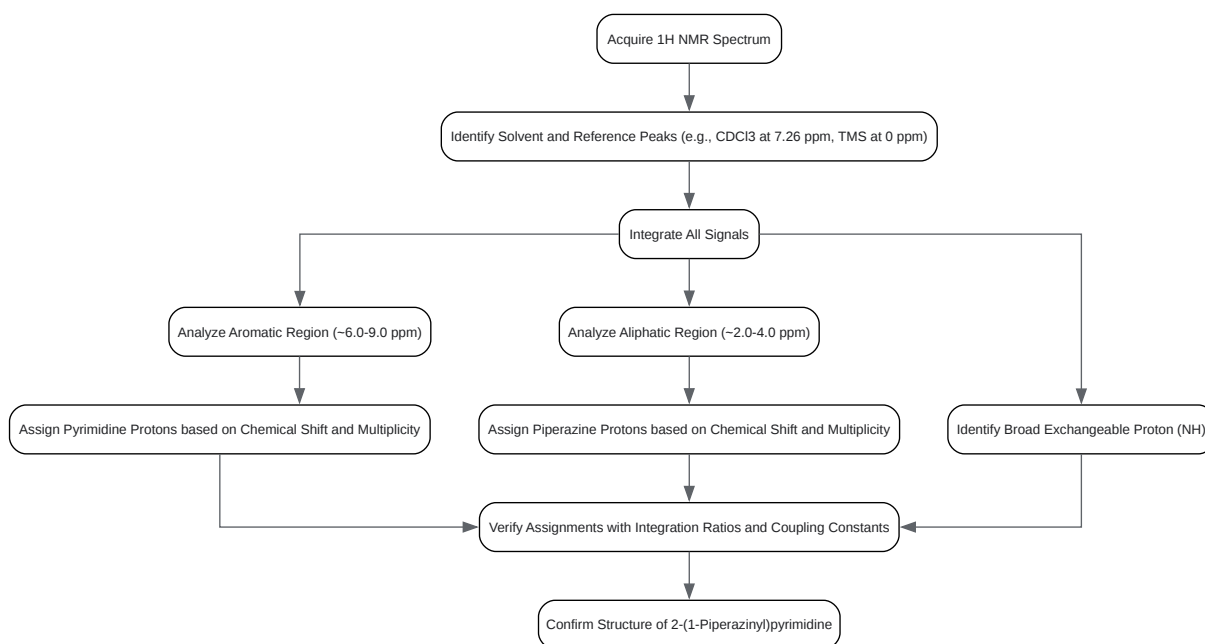 Acquire 1H NMR Spectrum
Identify Solvent and Reference Peaks (e.g., CDCl3 at 7.26 ppm, TMS at 0 ppm)
Integrate All Signals
Analyze Aromatic Region (~6.0-9.0 ppm)
Analyze Aliphatic Region (~2.0-4.0 ppm)
Assign Pyrimidine Protons based on Chemical Shift and Multiplicity
Assign Piperazine Protons based on Chemical Shift and Multiplicity
Identify Broad Exchangeable Proton (NH)
Verify Assignments with Integration Ratios and Coupling Constants
Confirm Structure of 2-(1-Piperazinyl)pyrimidine